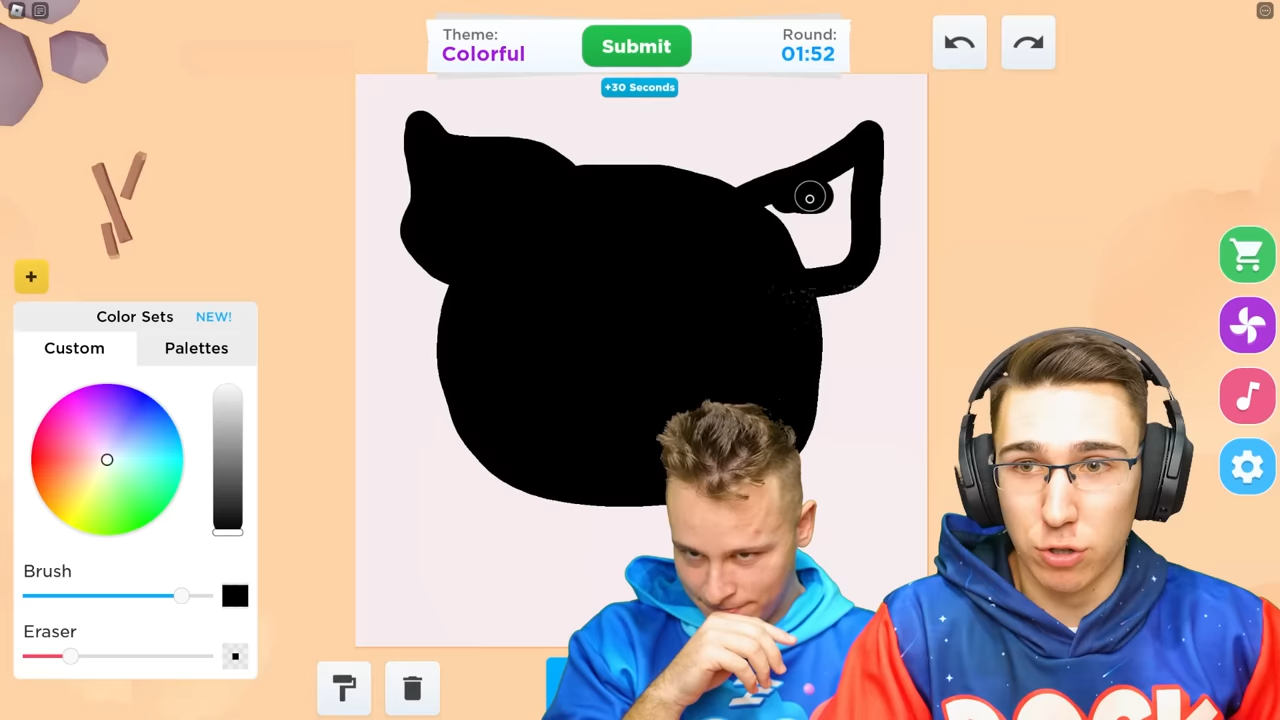 Theme:
Colorful
Submit
Round:
01:52
+30 Seconds
+
Color Sets NEW!
Custom
Palettes
Brush
Eraser